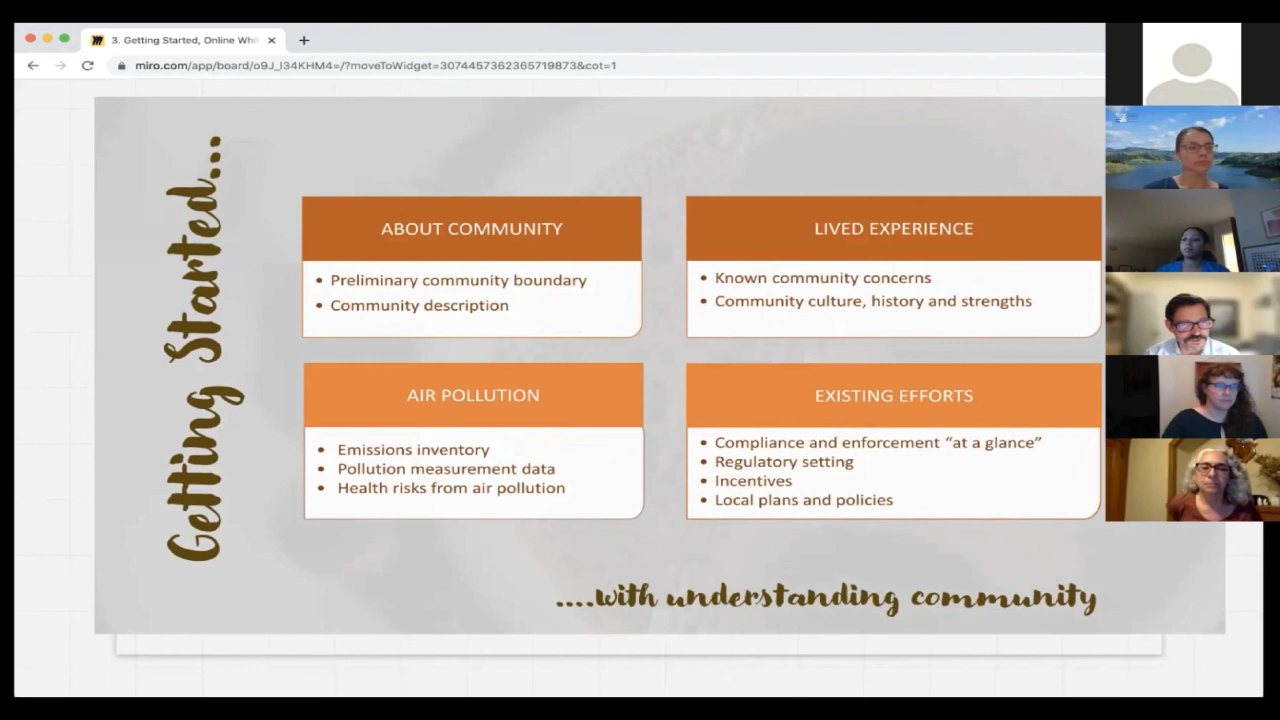 3. Getting Started, Online Whi
miro.com/app/board/o9J_l34KHM4=/?moveToWidget=3074457362365719873&cot=1
Getting Started...
ABOUT COMMUNITY
• Preliminary community boundary
• Community description
LIVED EXPERIENCE
• Known community concerns
• Community culture, history and strengths
AIR POLLUTION
• Emissions inventory
• Pollution measurement data
• Health risks from air pollution
EXISTING EFFORTS
• Compliance and enforcement “at a glance”
• Regulatory setting
• Incentives
• Local plans and policies
....with understanding community